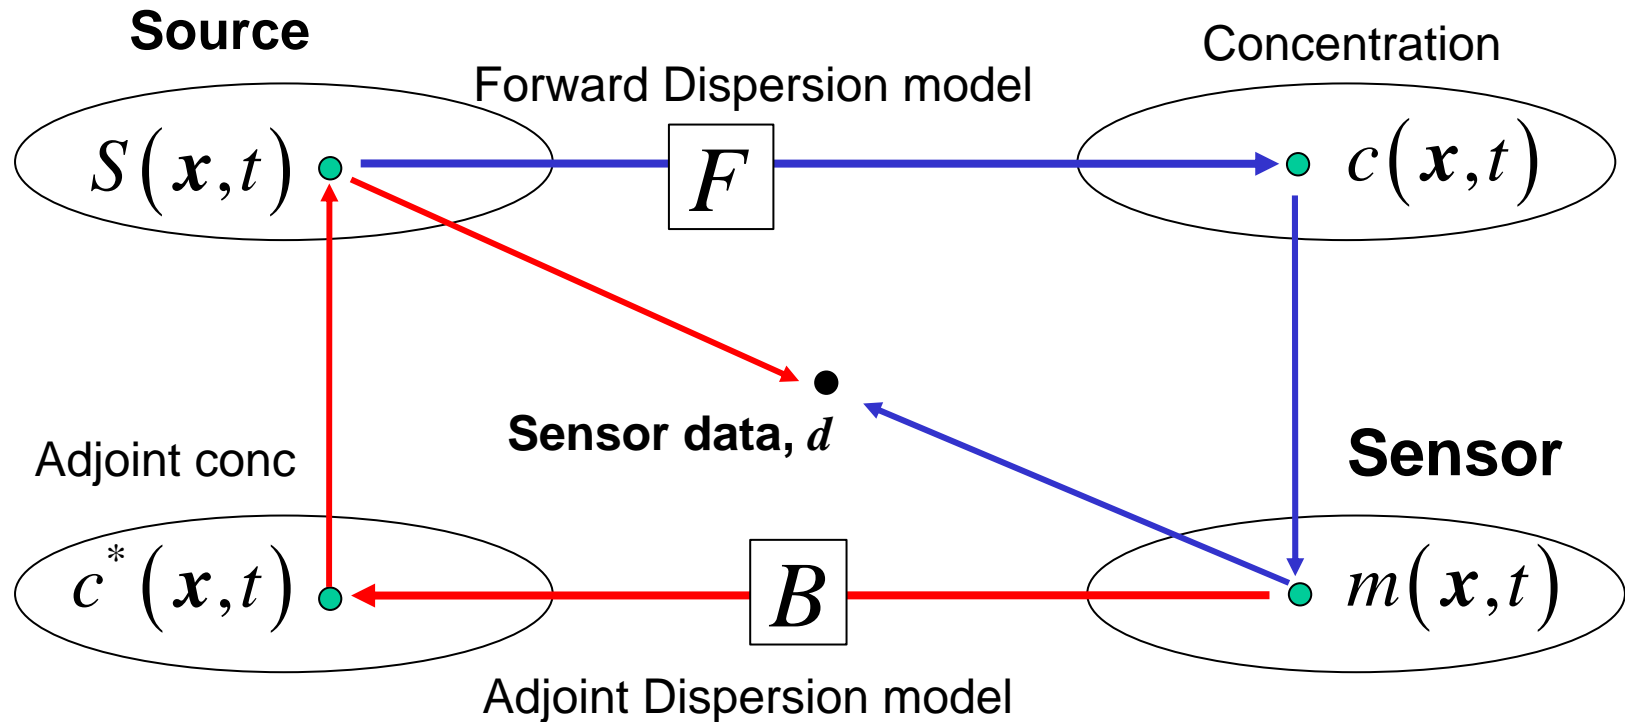 Source
Concentration
Forward Dispersion model
S(x,t)
F
c(x,t)
Sensor data, d
Adjoint conc
Sensor
c*(x,t)
B
m(x,t)
Adjoint Dispersion model